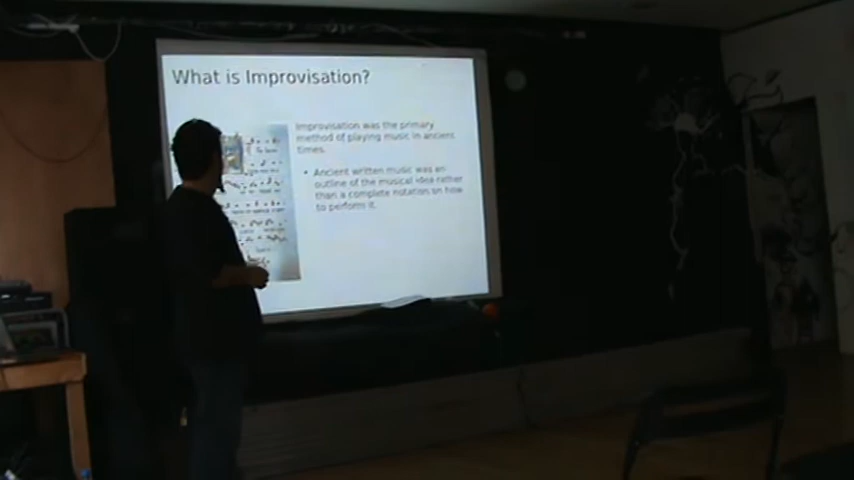 What is Improvisation?
Improvisation was the primary
method of playing music in ancient
times.
• Ancient written music was an
outline of the musical idea rather
than a complete notation on how
to perform it.